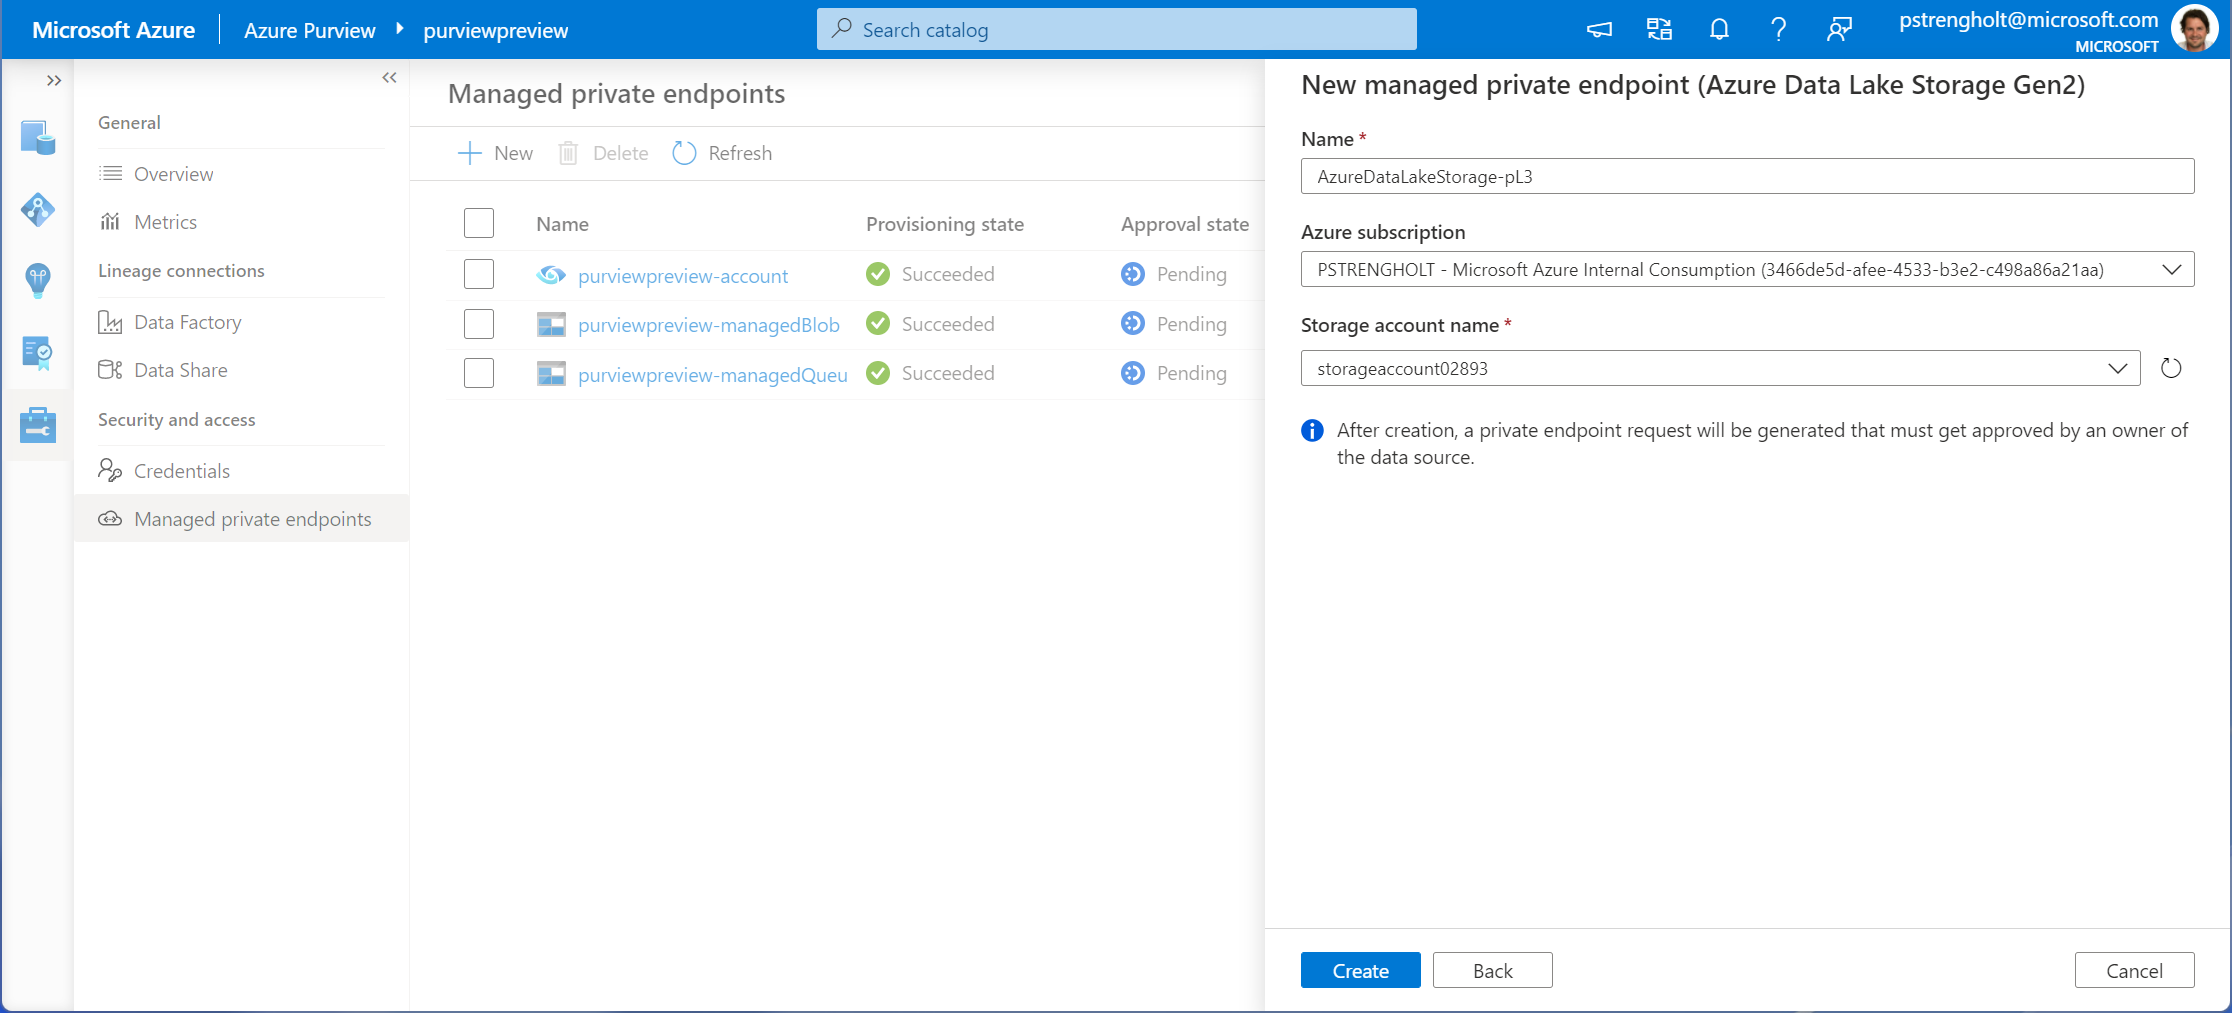 Microsoft Azure
Azure Purview
purviewpreview
Search catalog
pstrengholt@microsoft.com
MICROSOFT
General
Overview
Metrics
Lineage connections
Data Factory
Data Share
Security and access
Credentials
Managed private endpoints
Managed private endpoints
New Delete Refresh
Name Provisioning state Approval state
purviewpreview-account Succeeded Pending
purviewpreview-managedBlob Succeeded Pending
purviewpreview-managedQueu Succeeded Pending
New managed private endpoint (Azure Data Lake Storage Gen2)
Name *
AzureDataLakeStorage-pL3
Azure subscription
PSTRENGHOLT - Microsoft Azure Internal Consumption (3466de5d-afee-4533-b3e2-c498a86a21aa)
Storage account name *
storageaccount02893
After creation, a private endpoint request will be generated that must get approved by an owner of
the data source.
Create Back Cancel